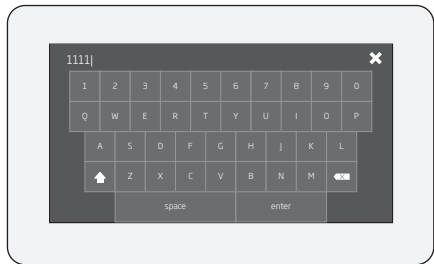 1111
1 2 3 4 5 6 7 8 9 0
Q W E R T Y U I O P
A S D F G H J K L
Z X C V B N M
space enter